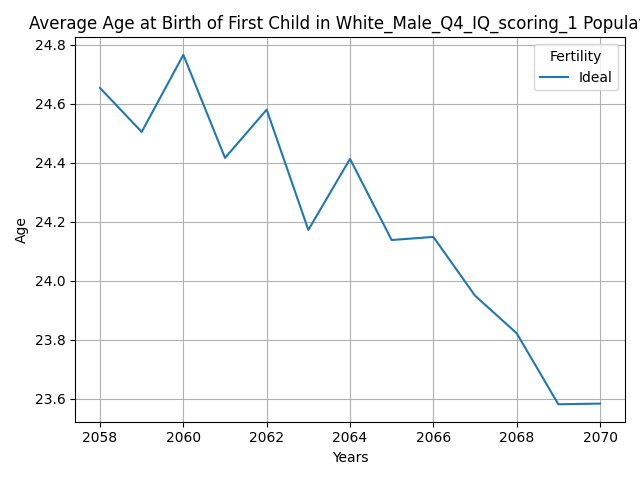 Average Age at Birth of First Child in White_Male_Q4_IQ_scoring_1 Populat
24.8
24.6
24.4
24.2
24.0
23.8
23.6
Age
Fertility
Ideal
2058 2060 2062 2064 2066 2068 2070
Years